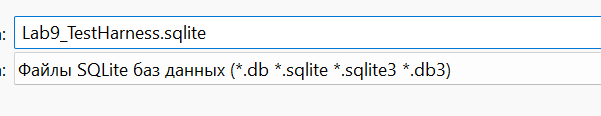 а: Lab9_TestHarness.sqlite
а: Файлы SQLite баз данных (*.db *.sqlite *.sqlite3 *.db3)